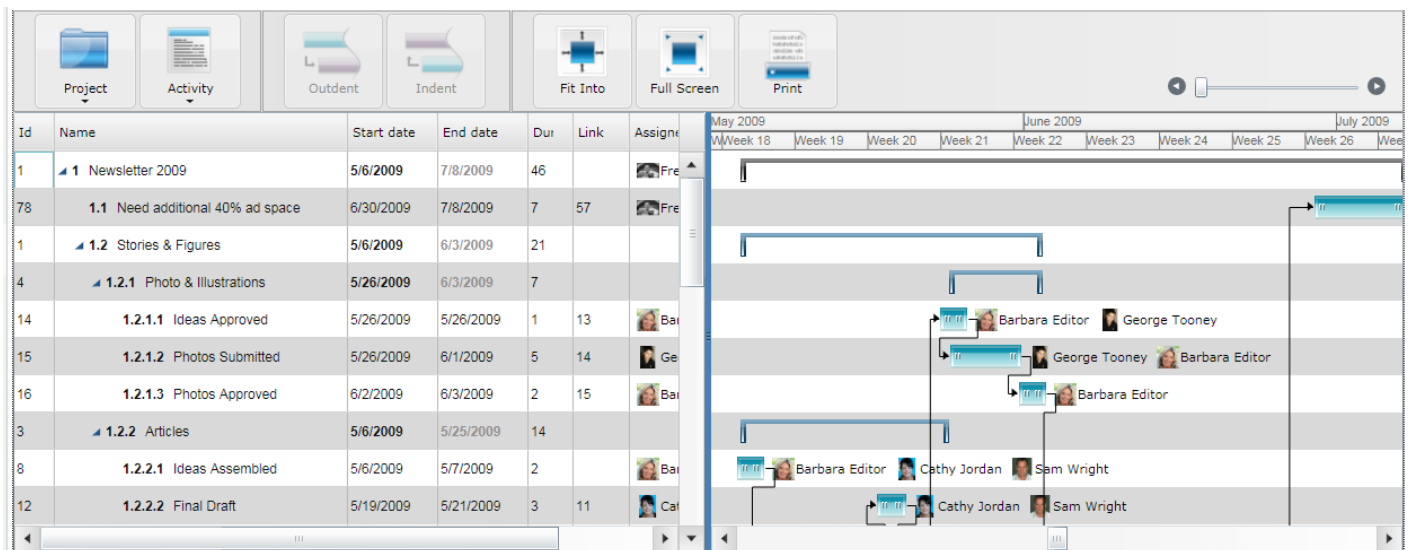 Project Activity Outdent Indent Fit Into Full Screen Print
Id Name Start date End date Dur Link Assigne
May 2009 June 2009 July 2009
Week 18 Week 19 Week 20 Week 21 Week 22 Week 23 Week 24 Week 25 Week 26 Wee
1 1 Newsletter 2009 5/6/2009 7/8/2009 46 Fre
78 1.1 Need additional 40% ad space 6/30/2009 7/8/2009 7 57 Fre
1 1.2 Stories & Figures 5/6/2009 6/3/2009 21
4 1.2.1 Photo & Illustrations 5/26/2009 6/3/2009 7
14 1.2.1.1 Ideas Approved 5/26/2009 5/26/2009 1 13 Bar Barbara Editor George Tooney
15 1.2.1.2 Photos Submitted 5/26/2009 6/1/2009 5 14 Ge George Tooney Barbara Editor
16 1.2.1.3 Photos Approved 6/2/2009 6/3/2009 2 15 Bar Barbara Editor
3 1.2.2 Articles 5/6/2009 5/25/2009 14
8 1.2.2.1 Ideas Assembled 5/6/2009 5/7/2009 2 Bar Barbara Editor Cathy Jordan Sam Wright
12 1.2.2.2 Final Draft 5/19/2009 5/21/2009 3 11 Cat Cathy Jordan Sam Wright